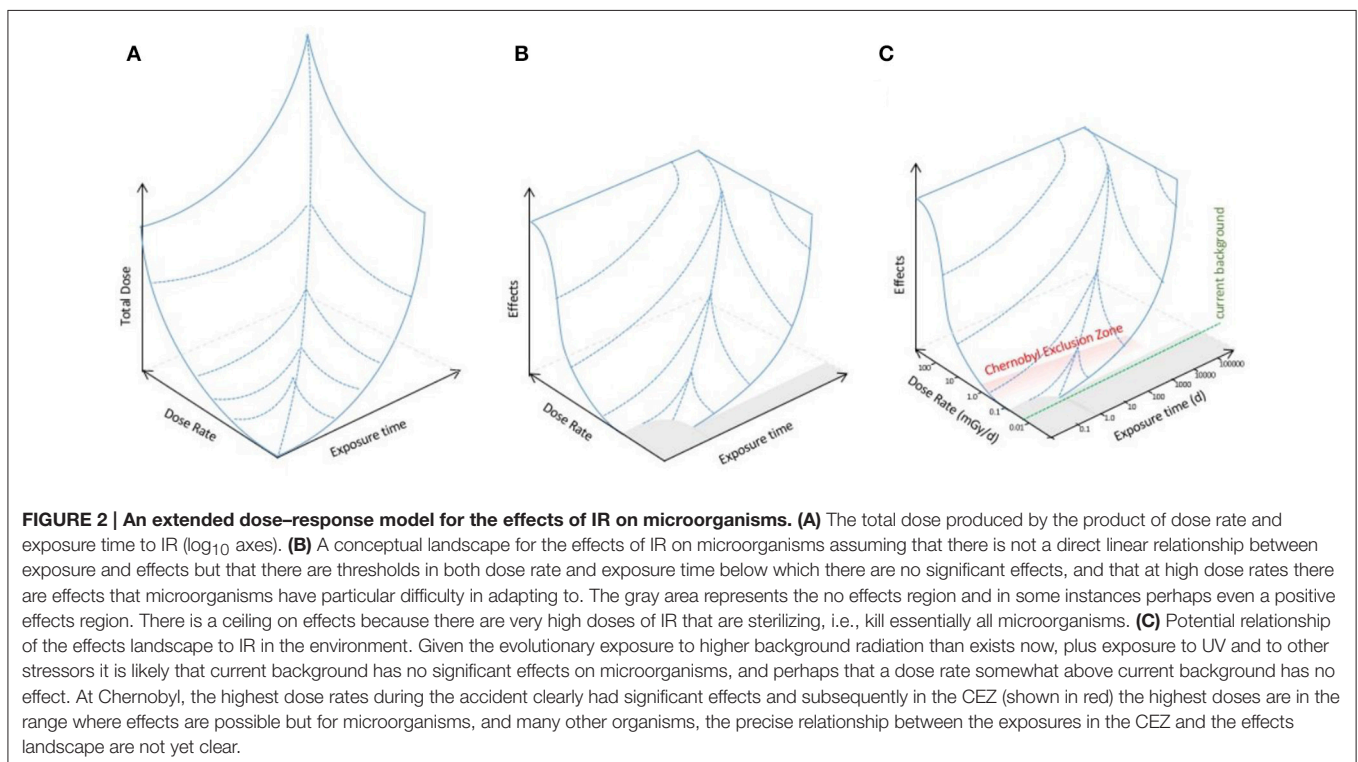 A
B
C
Total Dose
Dose Rate
Exposure time
Effects
Dose Rate
Exposure time
Effects
current background
Chernobyl Exclusion Zone
100
10
1.0
0.1
0.01
Dose Rate (mGy/d)
0.1
1.0
10
100
1000
10000
100000
Exposure time (d)
FIGURE 2 | An extended dose–response model for the effects of IR on microorganisms. (A) The total dose produced by the product of dose rate and
exposure time to IR (log10 axes). (B) A conceptual landscape for the effects of IR on microorganisms assuming that there is not a direct linear relationship between
exposure and effects but that there are thresholds in both dose rate and exposure time below which there are no significant effects, and that at high dose rates there
are effects that microorganisms have particular difficulty in adapting to. The gray area represents the no effects region and in some instances perhaps even a positive
effects region. There is a ceiling on effects because there are very high doses of IR that are sterilizing, i.e., kill essentially all microorganisms. (C) Potential relationship
of the effects landscape to IR in the environment. Given the evolutionary exposure to higher background radiation than exists now, plus exposure to UV and to other
stressors it is likely that current background has no significant effects on microorganisms, and perhaps that a dose rate somewhat above current background has no
effect. At Chernobyl, the highest dose rates during the accident clearly had significant effects and subsequently in the CEZ (shown in red) the highest doses are in the
range where effects are possible but for microorganisms, and many other organisms, the precise relationship between the exposures in the CEZ and the effects
landscape are not yet clear.